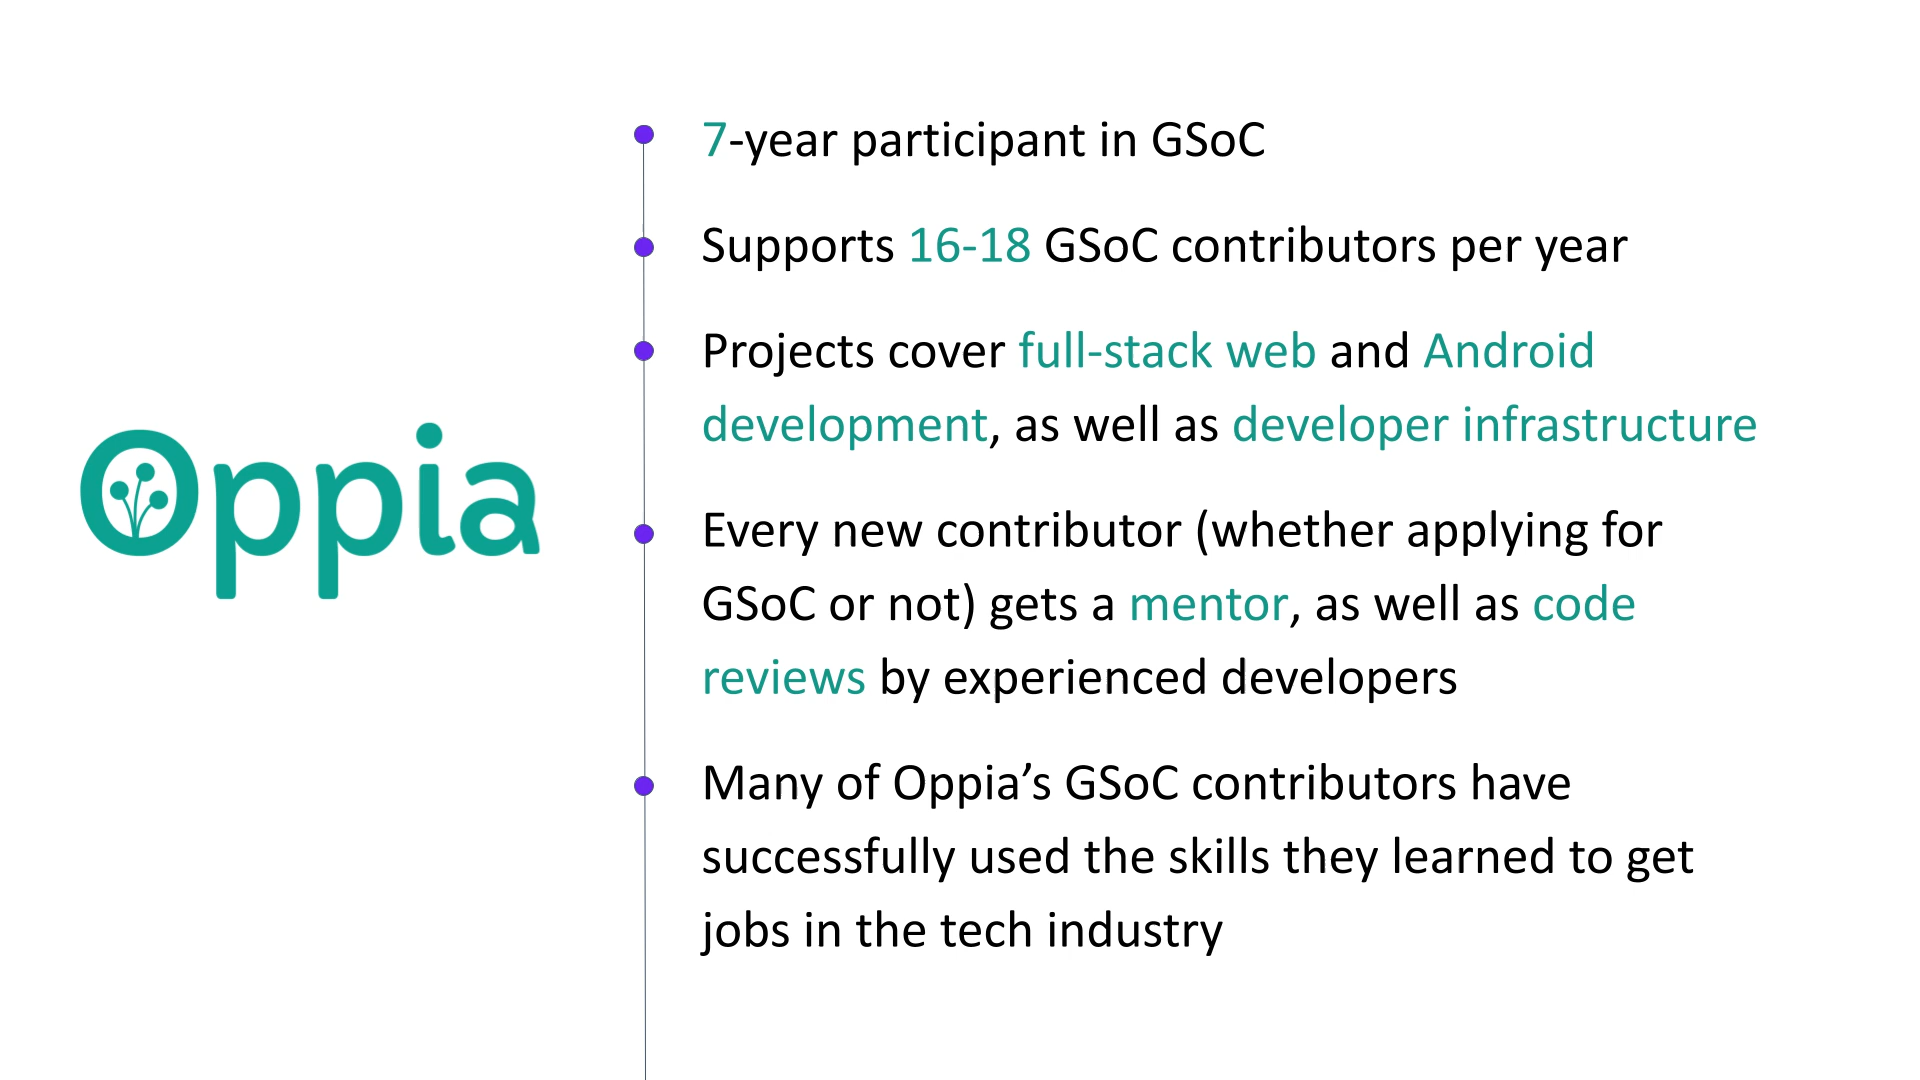 Oppia
7-year participant in GSoC
Supports 16-18 GSoC contributors per year
Projects cover full-stack web and Android
development, as well as developer infrastructure
Every new contributor (whether applying for
GSoC or not) gets a mentor, as well as code
reviews by experienced developers
Many of Oppia’s GSoC contributors have
successfully used the skills they learned to get
jobs in the tech industry